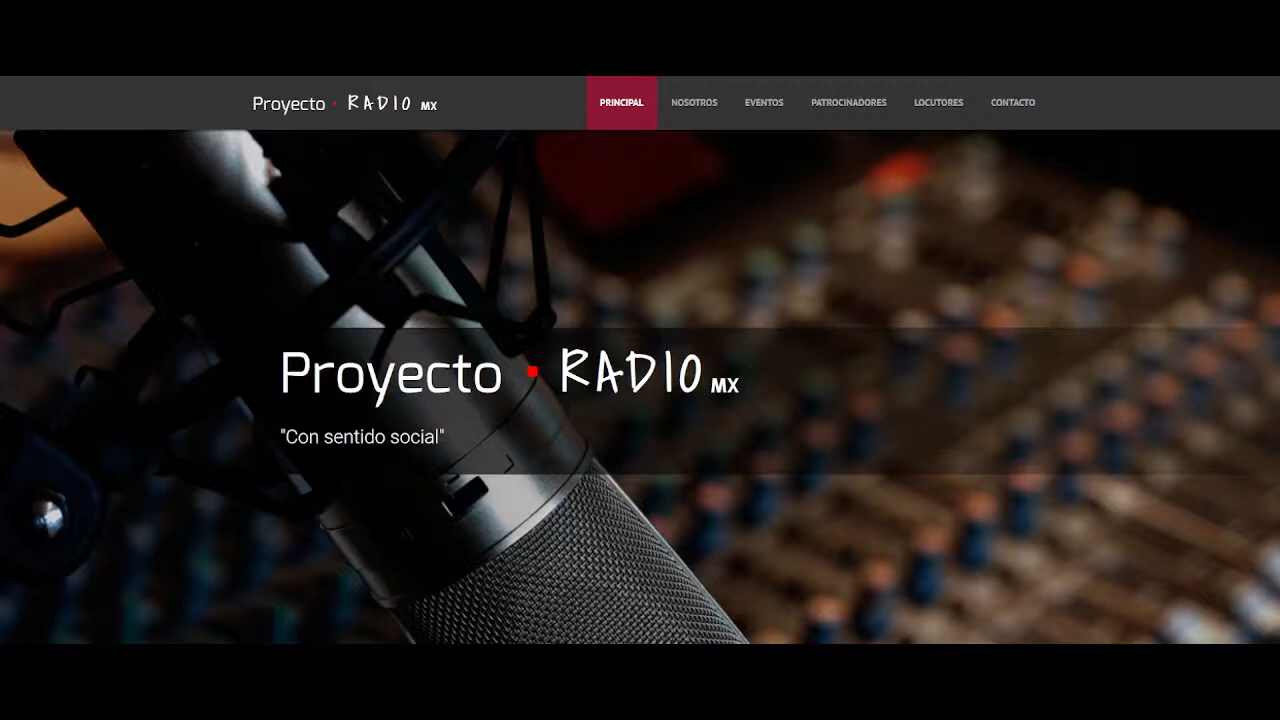 Proyecto · RADIO MX
PRINCIPAL NOSOTROS EVENTOS PATROCINADORES LOCUTORES CONTACTO
Proyecto · RADIO MX
"Con sentido social"